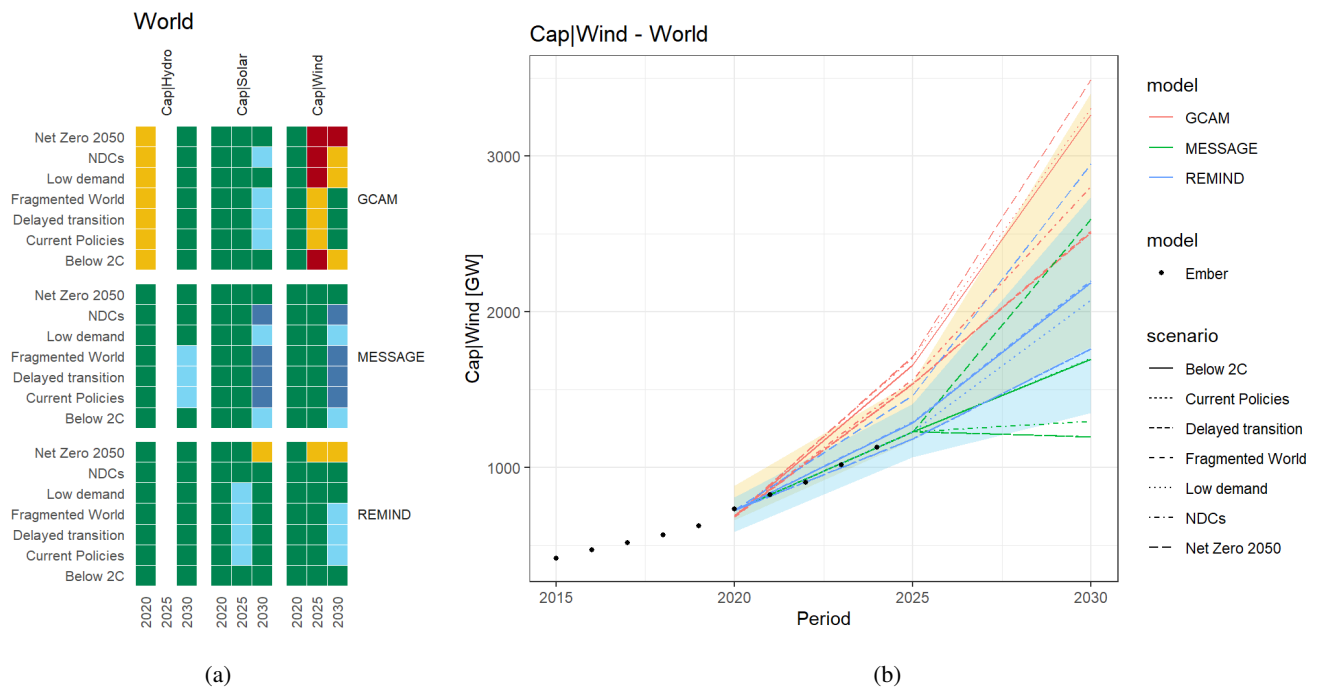 World
Cap|Hydro
Cap|Solar
Cap|Wind
Net Zero 2050
NDCs
Low demand
Fragmented World
Delayed transition
Current Policies
Below 2C
GCAM
Net Zero 2050
NDCs
Low demand
Fragmented World
Delayed transition
Current Policies
Below 2C
MESSAGE
Net Zero 2050
NDCs
Low demand
Fragmented World
Delayed transition
Current Policies
Below 2C
REMIND
2020
2025
2030
2020
2025
2030
2020
2025
2030
(a)
Cap|Wind - World
Cap|Wind [GW]
3000
2000
1000
2015
2020
2025
2030
Period
model
GCAM
MESSAGE
REMIND
model
Ember
scenario
Below 2C
Current Policies
Delayed transition
Fragmented World
Low demand
NDCs
Net Zero 2050
(b)